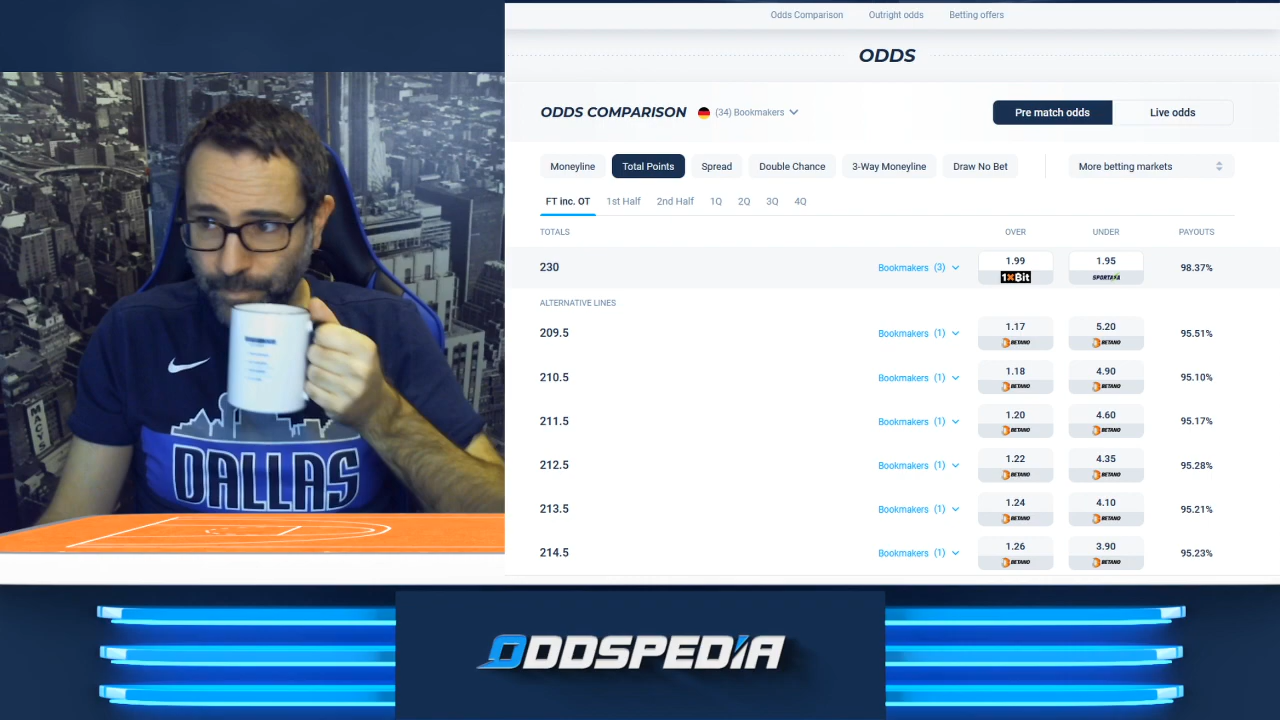 Odds Comparison Outright odds Betting offers
ODDS
ODDS COMPARISON (34) Bookmakers Pre match odds Live odds
Moneyline Total Points Spread Double Chance 3-Way Moneyline Draw No Bet More betting markets
FT inc. OT 1st Half 2nd Half 1Q 2Q 3Q 4Q
TOTALS OVER UNDER PAYOUTS
230 Bookmakers (3) 1.99 1.95 98.37%
1XBit SPORTAZA
ALTERNATIVE LINES
209.5 Bookmakers (1) 1.17 5.20 95.51%
BETANO BETANO
210.5 Bookmakers (1) 1.18 4.90 95.10%
BETANO BETANO
211.5 Bookmakers (1) 1.20 4.60 95.17%
BETANO BETANO
212.5 Bookmakers (1) 1.22 4.35 95.28%
BETANO BETANO
213.5 Bookmakers (1) 1.24 4.10 95.21%
BETANO BETANO
214.5 Bookmakers (1) 1.26 3.90 95.23%
BETANO BETANO
DALLAS
MACY'S
ODDSPEDIA